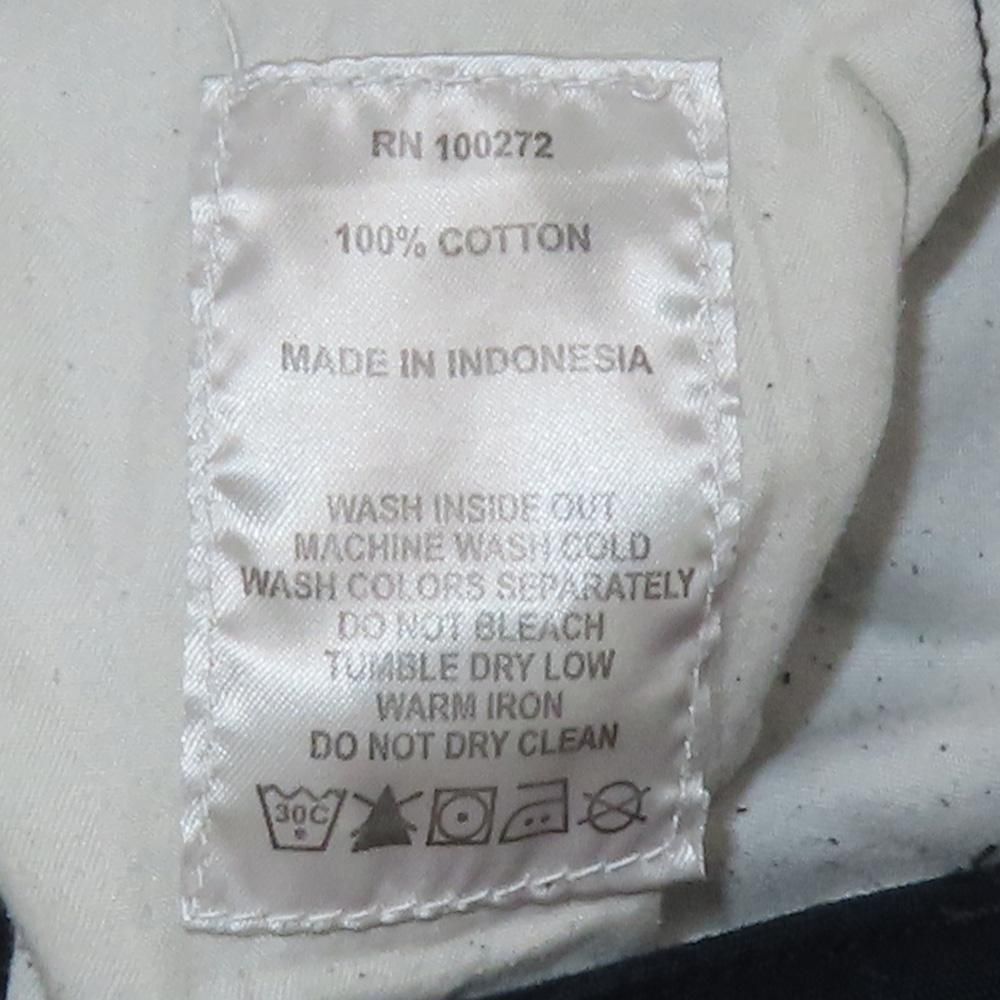 RN 100272
100% COTTON
MADE IN INDONESIA
WASH INSIDE OUT
MACHINE WASH COLD
WASH COLORS SEPARATELY
DO NOT BLEACH
TUMBLE DRY LOW
WARM IRON
DO NOT DRY CLEAN
30C